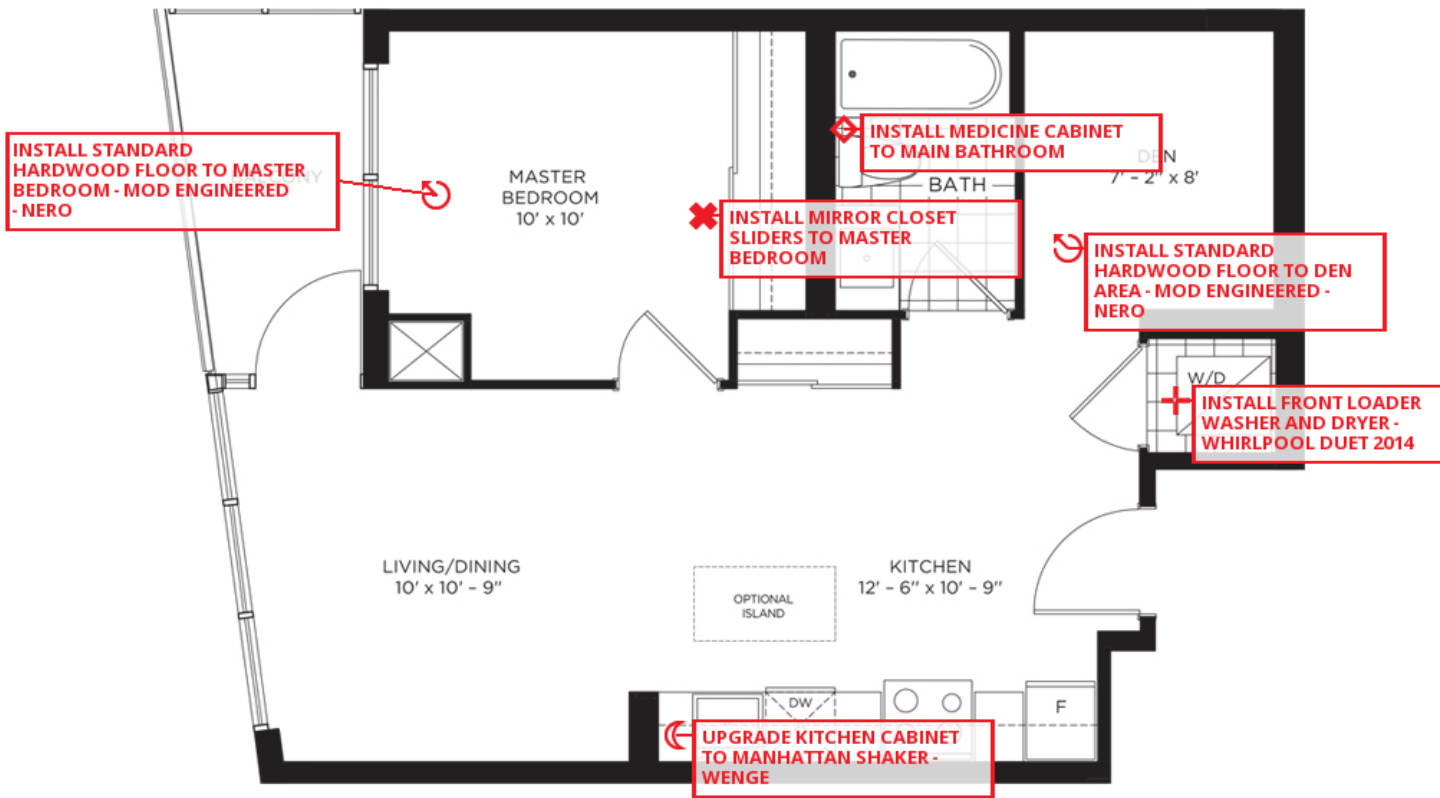 INSTALL STANDARD
HARDWOOD FLOOR TO MASTER
BEDROOM - MOD ENGINEERED
- NERO
BALCONY
MASTER
BEDROOM
10' x 10'
INSTALL MEDICINE CABINET
TO MAIN BATHROOM
BATH
DEN
7' – 2" x 8'
INSTALL MIRROR CLOSET
SLIDERS TO MASTER
BEDROOM
INSTALL STANDARD
HARDWOOD FLOOR TO DEN
AREA - MOD ENGINEERED -
NERO
W/D
INSTALL FRONT LOADER
WASHER AND DRYER -
WHIRLPOOL DUET 2014
LIVING/DINING
10' x 10' – 9"
OPTIONAL
ISLAND
KITCHEN
12' – 6" x 10' – 9"
DW
F
UPGRADE KITCHEN CABINET
TO MANHATTAN SHAKER -
WENGE